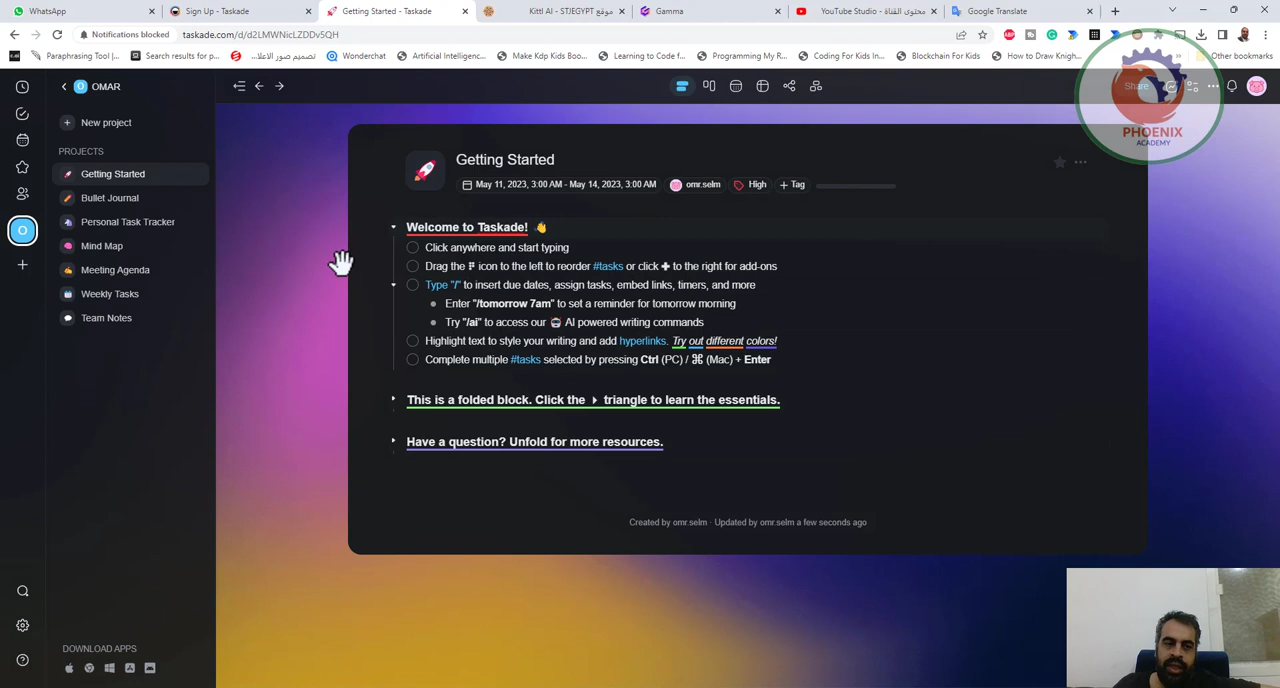 WhatsApp
Sign Up - Taskade
Getting Started - Taskade
Kittl AI - STJEGYPT موقع
Gamma
محتوى القناة - YouTube Studio
Google Translate
Notifications blocked
taskade.com/d/d2LMWNicLZDDv5QH
Paraphrasing Tool |...
Search results for...
تصميم صور الاعلانا...
Wonderchat
Artificial Intelligenc...
Make Kdp Kids Boo...
Learning to Code f...
Programming My R...
Coding For Kids In...
Blockchain For Kids
How to Draw Knigh...
Other bookmarks
OMAR
Share
New project
PROJECTS
Getting Started
Bullet Journal
Personal Task Tracker
Mind Map
Meeting Agenda
Weekly Tasks
Team Notes
DOWNLOAD APPS
PHOENIX
ACADEMY
Getting Started
May 11, 2023, 3:00 AM - May 14, 2023, 3:00 AM omr.selm High + Tag
Welcome to Taskade! 👋
Click anywhere and start typing
Drag the icon to the left to reorder #tasks or click ✚ to the right for add-ons
Type "/" to insert due dates, assign tasks, embed links, timers, and more
Enter "/tomorrow 7am" to set a reminder for tomorrow morning
Try "/ai" to access our 🤖 AI powered writing commands
Highlight text to style your writing and add hyperlinks. Try out different colors!
Complete multiple #tasks selected by pressing Ctrl (PC) / ⌘ (Mac) + Enter
This is a folded block. Click the triangle to learn the essentials.
Have a question? Unfold for more resources.
Created by omr.selm · Updated by omr.selm a few seconds ago